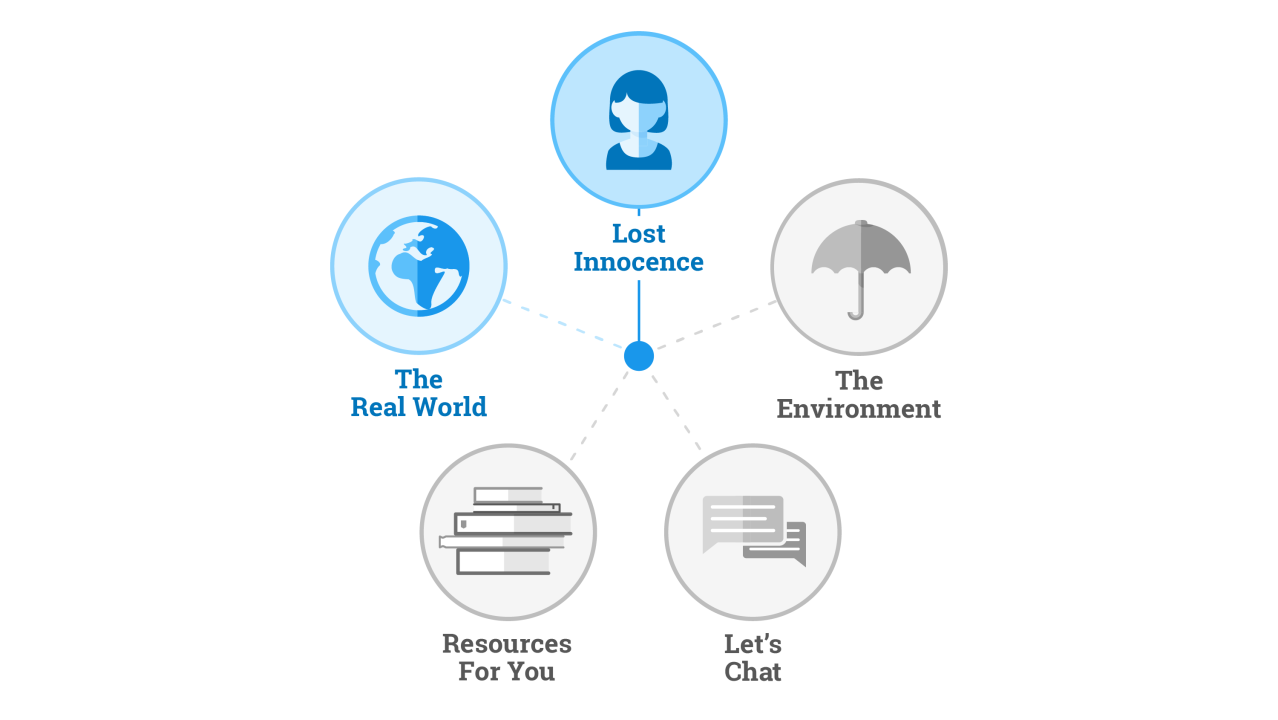 Lost
Innocence
The
Real World
The
Environment
Resources
For You
Let's
Chat